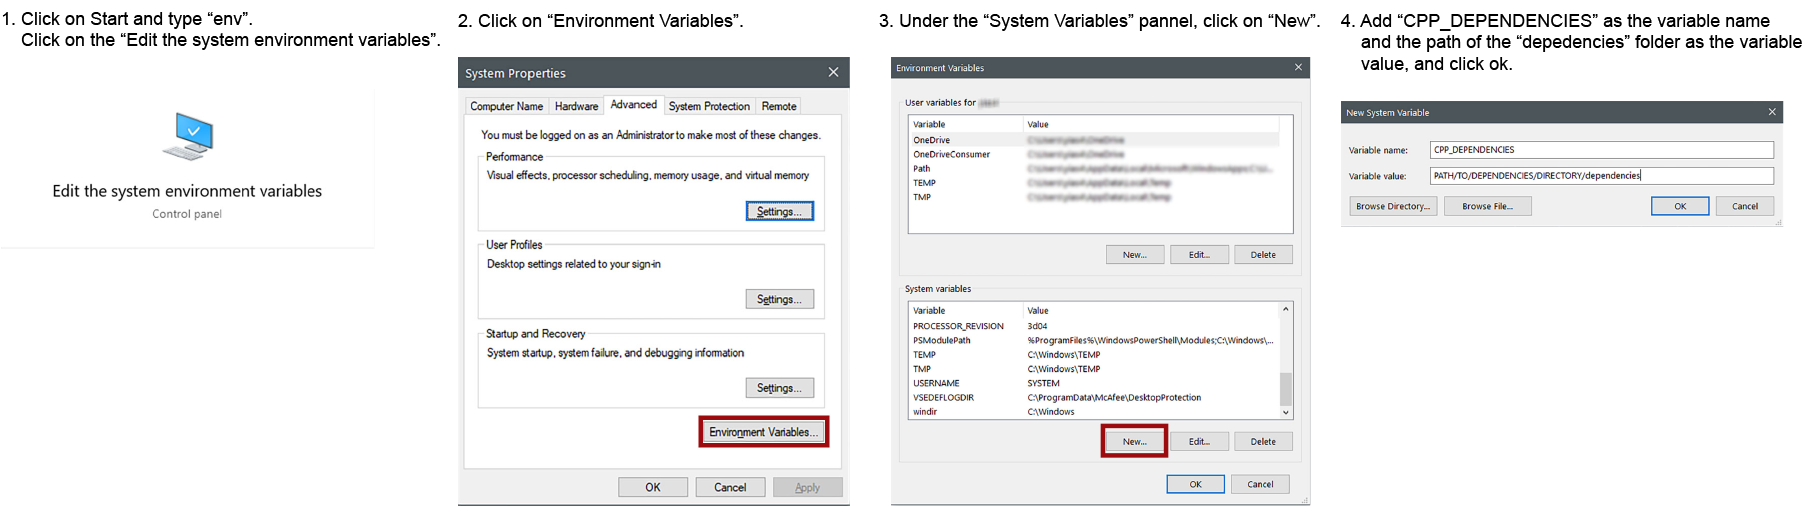 1. Click on Start and type “env”.
Click on the “Edit the system environment variables”.
Edit the system environment variables
Control panel
2. Click on “Environment Variables”.
System Properties
Computer Name Hardware Advanced System Protection Remote
You must be logged on as an Administrator to make most of these changes.
Performance
Visual effects, processor scheduling, memory usage, and virtual memory
Settings...
User Profiles
Desktop settings related to your sign-in
Settings...
Startup and Recovery
System startup, system failure, and debugging information
Settings...
Environment Variables...
OK Cancel Apply
3. Under the “System Variables” pannel, click on “New”.
Environment Variables
User variables for
Variable Value
OneDrive
OneDriveConsumer
Path
TEMP
TMP
New... Edit... Delete
System variables
Variable Value
PROCESSOR_REVISION 3d04
PSModulePath %ProgramFiles%\WindowsPowerShell\Modules;C:\Windows\...
TEMP C:\Windows\TEMP
TMP C:\Windows\TEMP
USERNAME SYSTEM
VSEDEFLOGDIR C:\ProgramData\McAfee\DesktopProtection
windir C:\Windows
New... Edit... Delete
OK Cancel
4. Add “CPP_DEPENDENCIES” as the variable name
and the path of the “depedencies” folder as the variable
value, and click ok.
New System Variable
Variable name: CPP_DEPENDENCIES
Variable value: PATH/TO/DEPENDENCIES/DIRECTORY/dependencies
Browse Directory... Browse File... OK Cancel